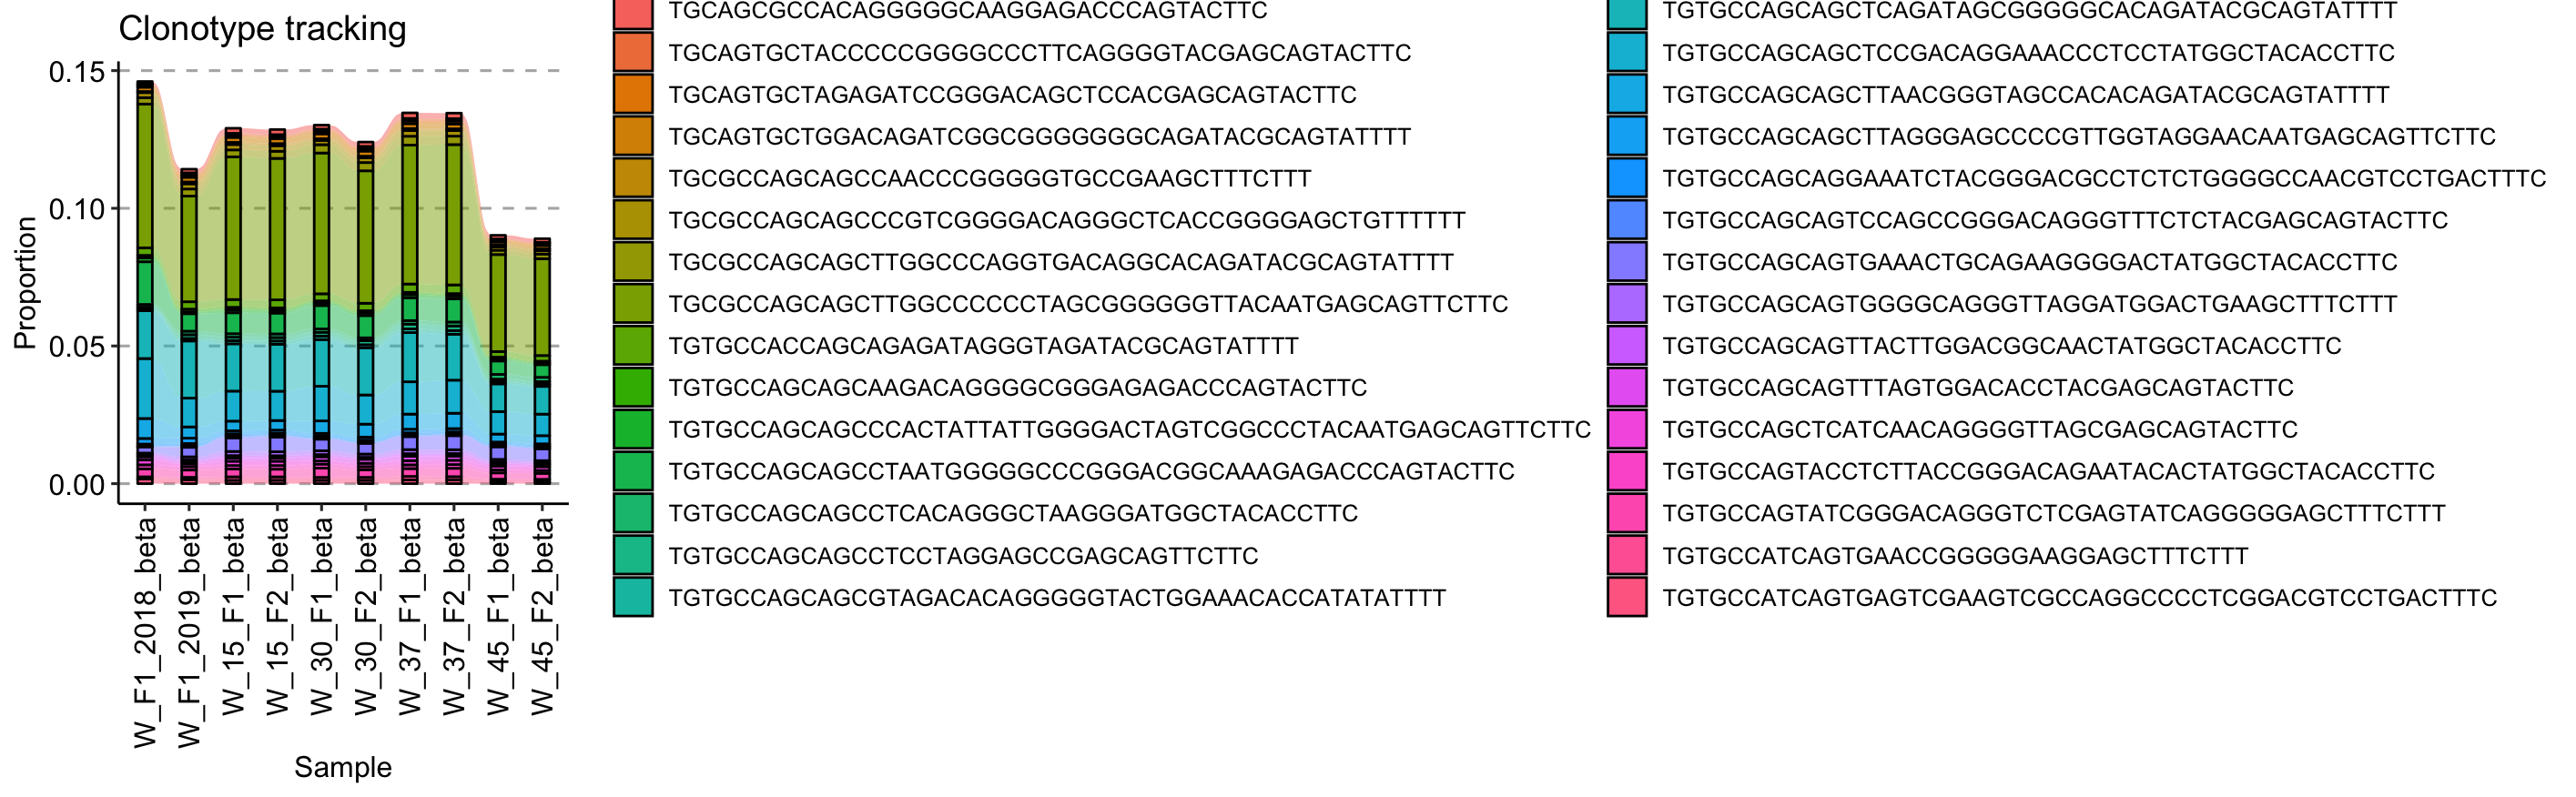 Clonotype tracking
Proportion
0.15
0.10
0.05
0.00
W_F1_2018_beta
W_F1_2019_beta
W_15_F1_beta
W_15_F2_beta
W_30_F1_beta
W_30_F2_beta
W_37_F1_beta
W_37_F2_beta
W_45_F1_beta
W_45_F2_beta
Sample
TGCAGCGCCACAGGGGGCAAGGAGACCCAGTACTTC
TGCAGTGCTACCCCCGGGGCCCTTCAGGGGTACGAGCAGTACTTC
TGCAGTGCTAGAGATCCGGGACAGCTCCACGAGCAGTACTTC
TGCAGTGCTGGACAGATCGGCGGGGGGGCAGATACGCAGTATTTT
TGCGCCAGCAGCCAACCCGGGGGTGCCGAAGCTTTCTTT
TGCGCCAGCAGCCCGTCGGGGACAGGGCTCACCGGGGAGCTGTTTTTT
TGCGCCAGCAGCTTGGCCCAGGTGACAGGCACAGATACGCAGTATTTT
TGCGCCAGCAGCTTGGCCCCCCTAGCGGGGGGTTACAATGAGCAGTTCTTC
TGTGCCACCAGCAGAGATAGGGTAGATACGCAGTATTTT
TGTGCCAGCAGCAAGACAGGGGCGGGAGAGACCCAGTACTTC
TGTGCCAGCAGCCCACTATTATTGGGGACTAGTCGGCCCTACAATGAGCAGTTCTTC
TGTGCCAGCAGCCTAATGGGGGCCCGGGACGGCAAAGAGACCCAGTACTTC
TGTGCCAGCAGCCTCACAGGGCTAAGGGATGGCTACACCTTC
TGTGCCAGCAGCCTCCTAGGAGCCGAGCAGTTCTTC
TGTGCCAGCAGCGTAGACACAGGGGGTACTGGAAACACCATATATTTT
TGTGCCAGCAGCTCAGATAGCGGGGGCACAGATACGCAGTATTTT
TGTGCCAGCAGCTCCGACAGGAAACCCTCCTATGGCTACACCTTC
TGTGCCAGCAGCTTAACGGGTAGCCACACAGATACGCAGTATTTT
TGTGCCAGCAGCTTAGGGAGCCCCGTTGGTAGGAACAATGAGCAGTTCTTC
TGTGCCAGCAGGAAATCTACGGGACGCCTCTCTGGGGCCAACGTCCTGACTTTC
TGTGCCAGCAGTCCAGCCGGGACAGGGTTTCTCTACGAGCAGTACTTC
TGTGCCAGCAGTGAAACTGCAGAAGGGGACTATGGCTACACCTTC
TGTGCCAGCAGTGGGGCAGGGTTAGGATGGACTGAAGCTTTCTTT
TGTGCCAGCAGTTACTTGGACGGCAACTATGGCTACACCTTC
TGTGCCAGCAGTTTAGTGGACACCTACGAGCAGTACTTC
TGTGCCAGCTCATCAACAGGGGTTAGCGAGCAGTACTTC
TGTGCCAGTACCTCTTACCGGGACAGAATACACTATGGCTACACCTTC
TGTGCCAGTATCGGGACAGGGTCTCGAGTATCAGGGGGAGCTTTCTTT
TGTGCCATCAGTGAACCGGGGGAAGGAGCTTTCTTT
TGTGCCATCAGTGAGTCGAAGTCGCCAGGCCCCTCGGACGTCCTGACTTTC